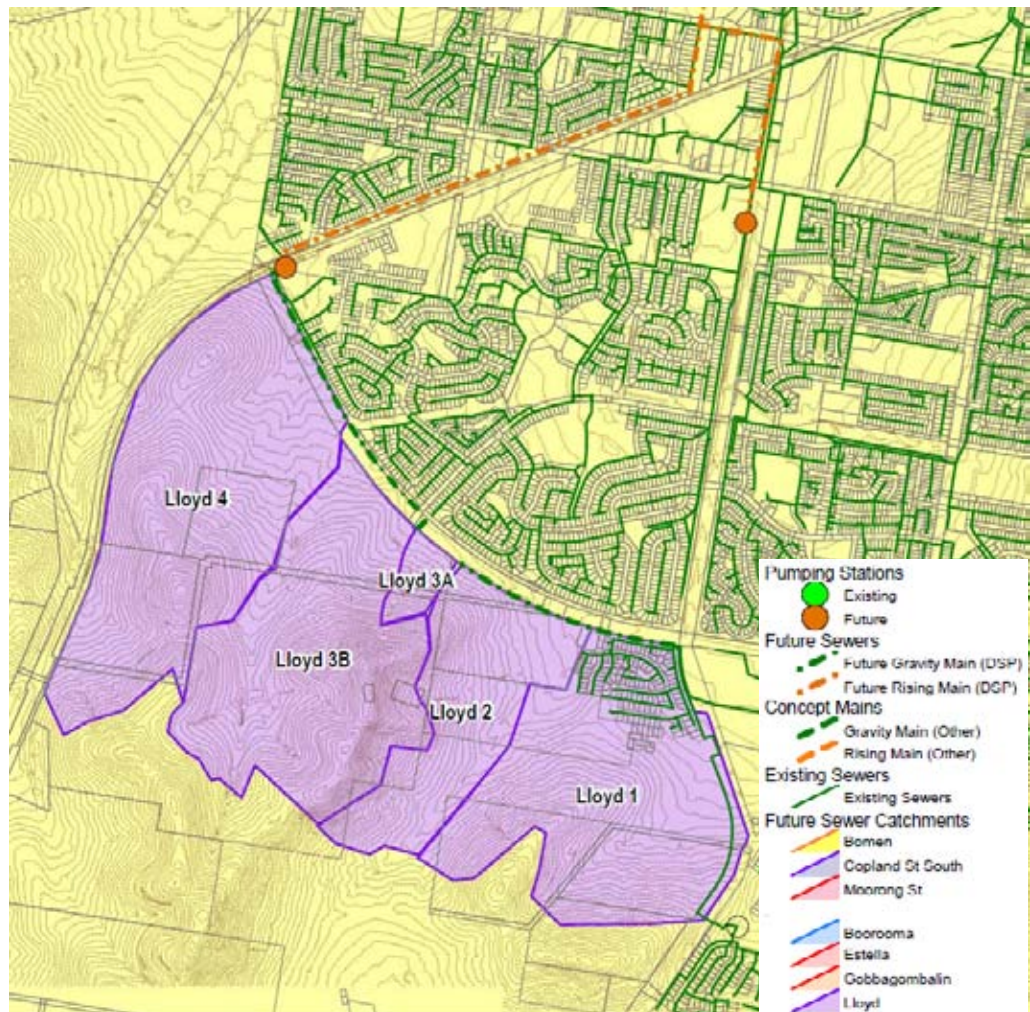 Lloyd 4
Lloyd 3A
Lloyd 3B
Lloyd 2
Lloyd 1
Pumping Stations
Existing
Future
Future Sewers
Future Gravity Main (DSP)
Future Rising Main (DSP)
Concept Mains
Gravity Main (Other)
Rising Main (Other)
Existing Sewers
Existing Sewers
Future Sewer Catchments
Bomen
Copland St South
Moorong St
Boorooma
Estella
Gobbagombalin
Lloyd